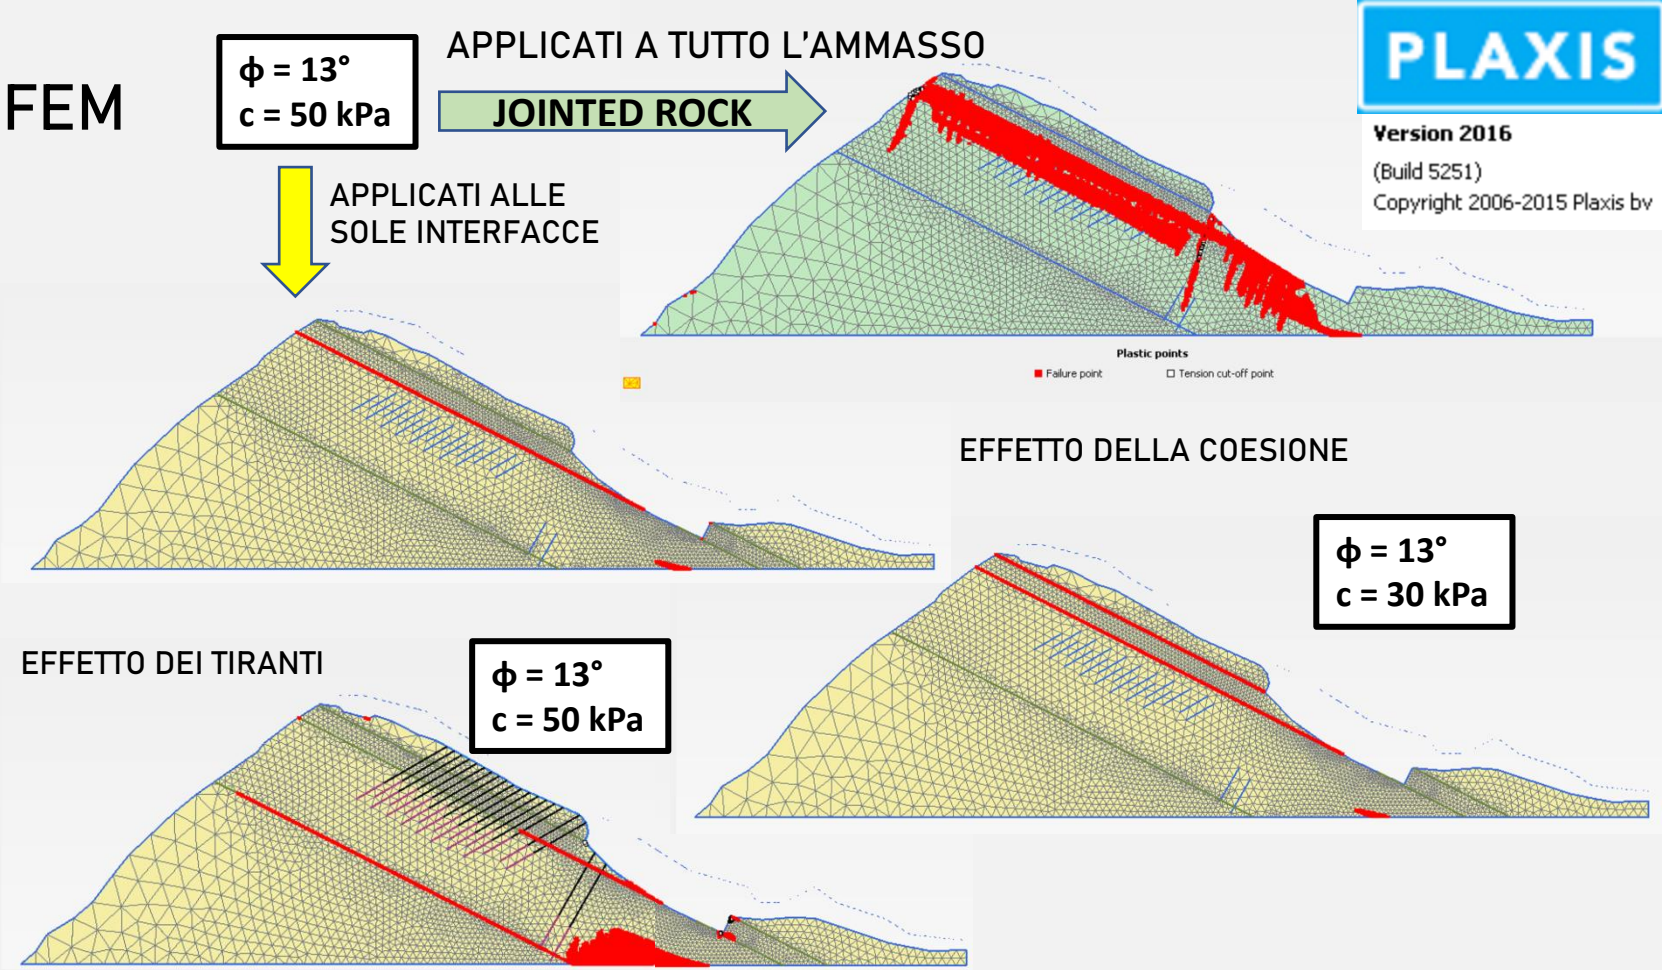 FEM
ϕ = 13°
c = 50 kPa
APPLICATI A TUTTO L'AMMASSO
JOINTED ROCK
PLAXIS
Version 2016
(Build 5251)
Copyright 2006-2015 Plaxis bv
APPLICATI ALLE
SOLE INTERFACCE
Plastic points
Failure point
Tension cut-off point
EFFETTO DELLA COESIONE
ϕ = 13°
c = 30 kPa
EFFETTO DEI TIRANTI
ϕ = 13°
c = 50 kPa